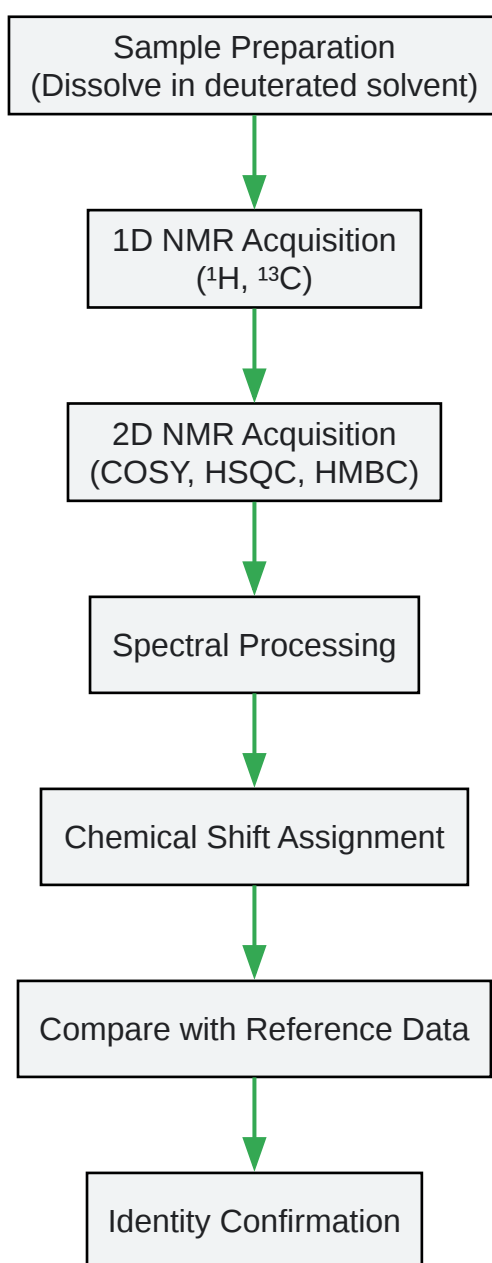 Sample Preparation
(Dissolve in deuterated solvent)
1D NMR Acquisition
(¹H, ¹³C)
2D NMR Acquisition
(COSY, HSQC, HMBC)
Spectral Processing
Chemical Shift Assignment
Compare with Reference Data
Identity Confirmation